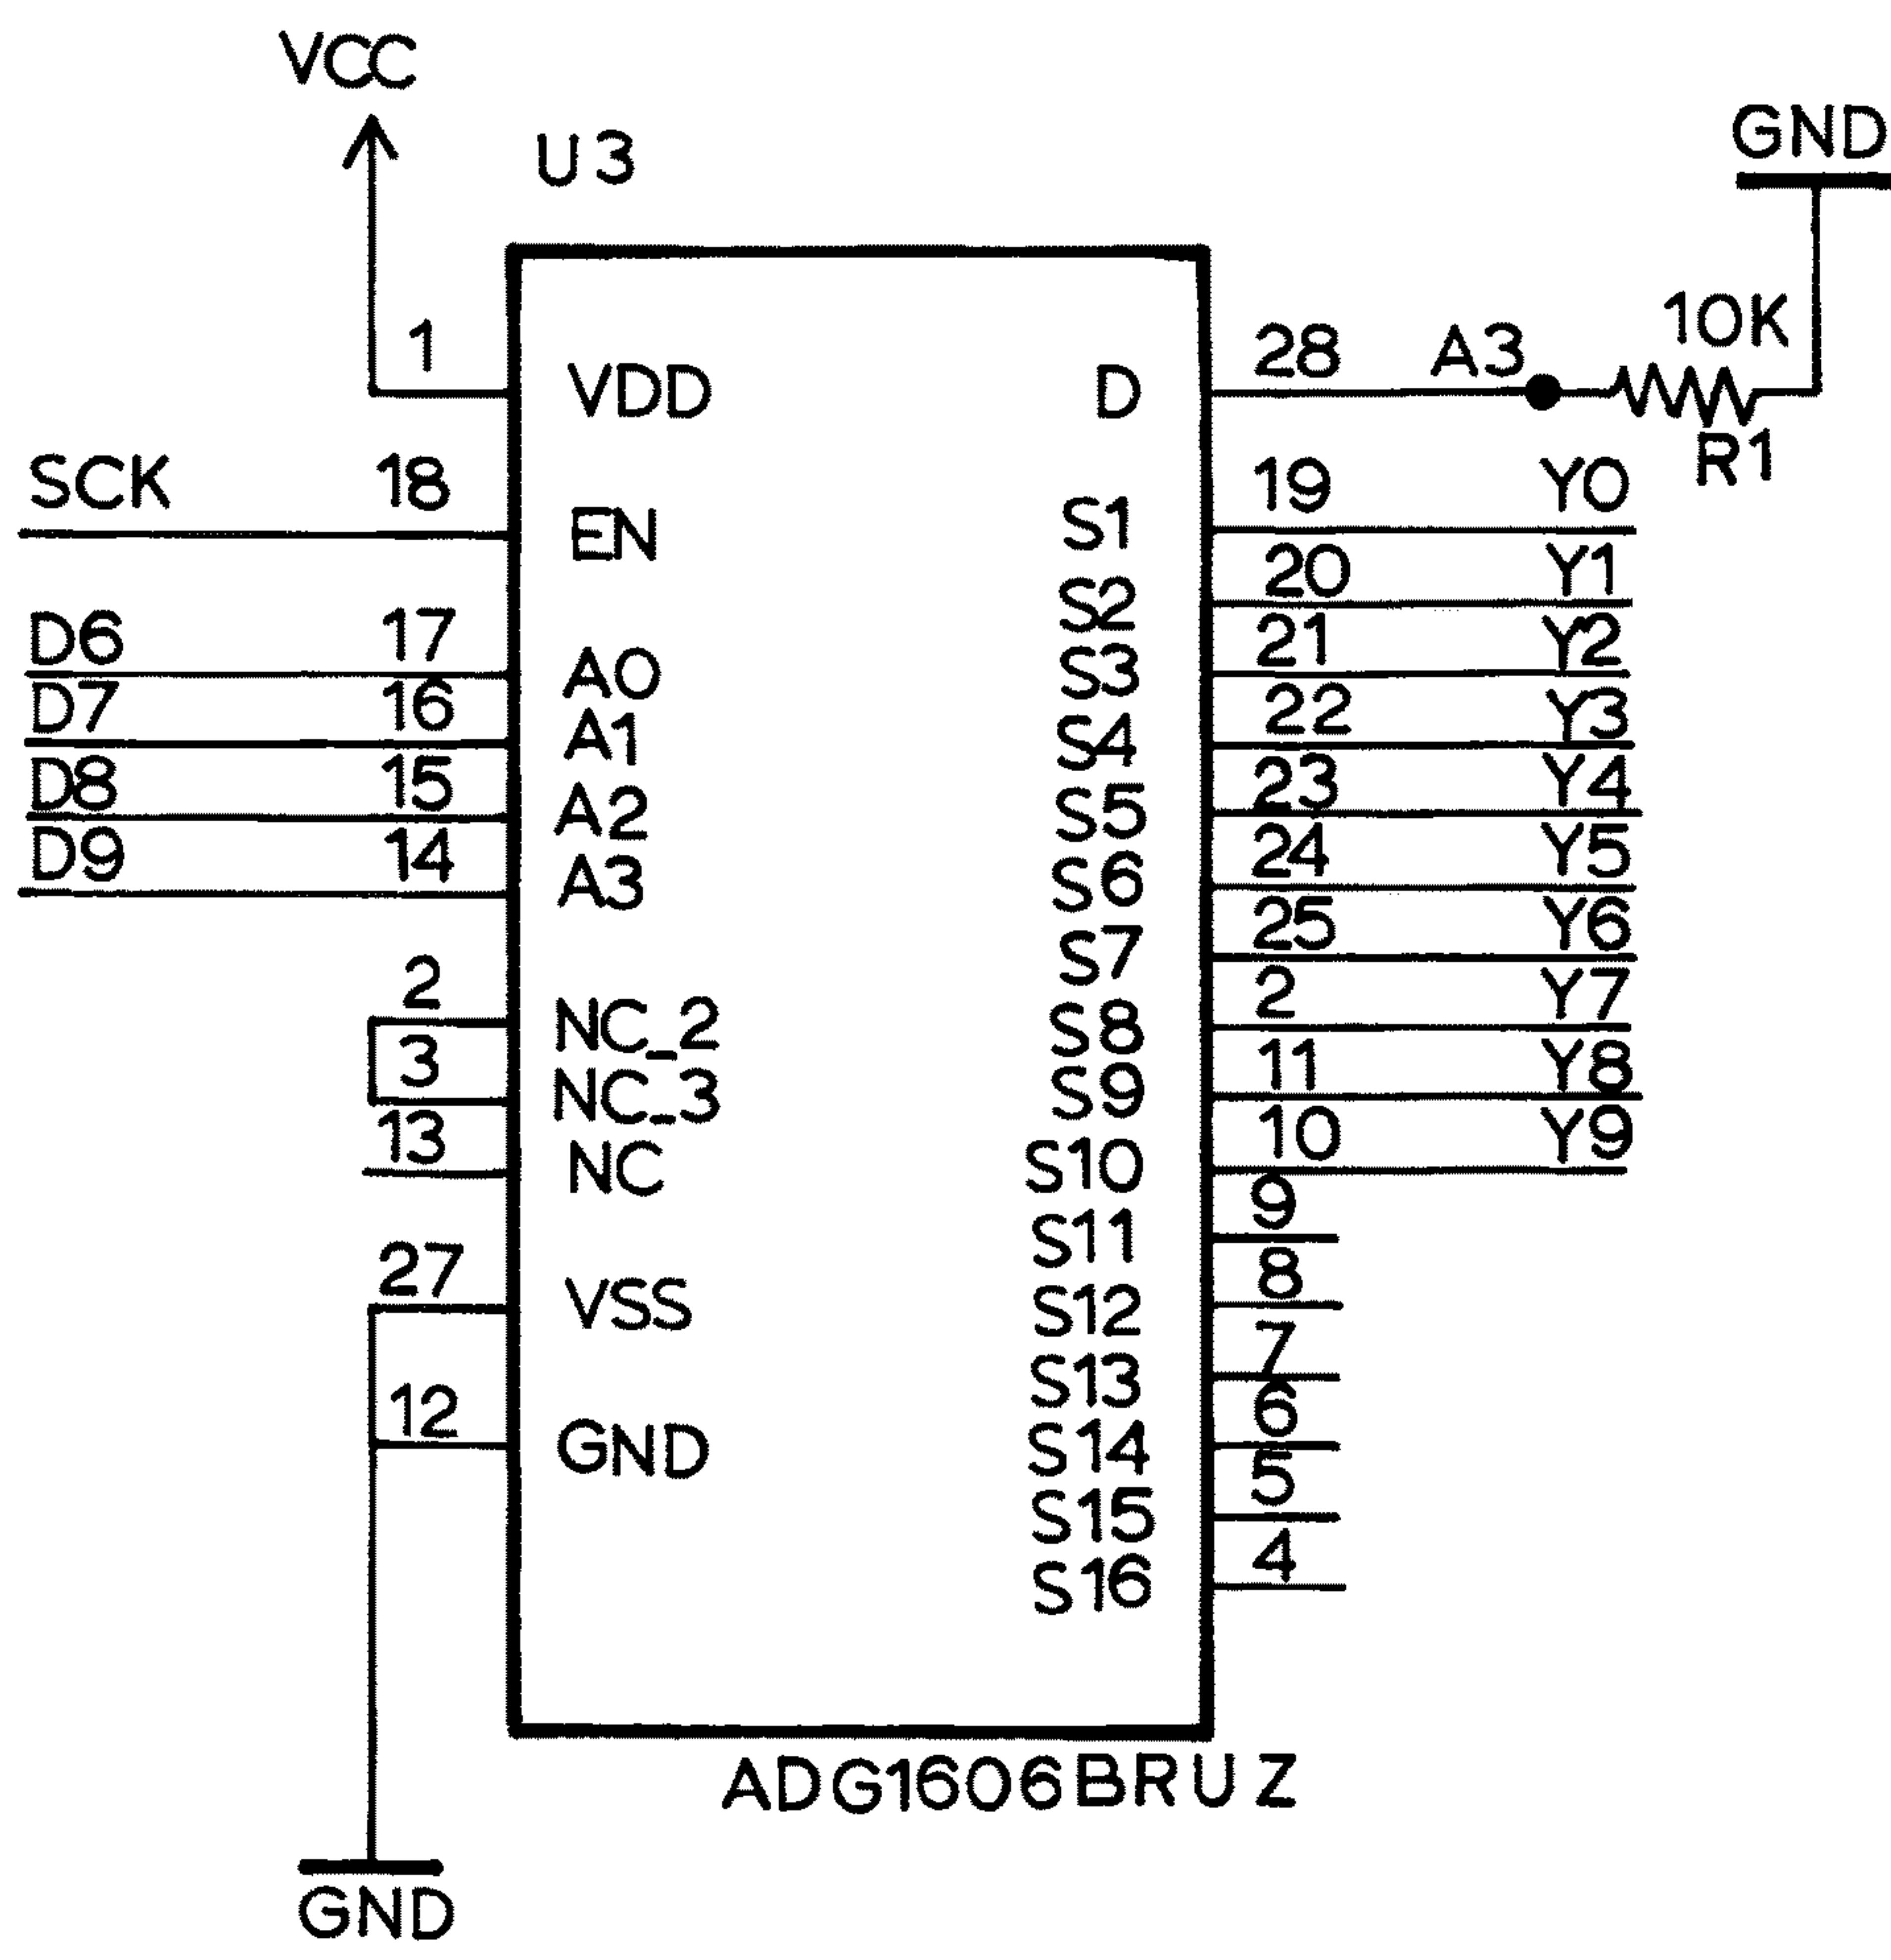 VCC
U3
GND
1
VDD
D
28
A3
10K
R1
SCK
18
EN
S1
19
Y0
S2
20
Y1
D6
17
A0
S3
21
Y2
D7
16
A1
S4
22
Y3
D8
15
A2
S5
23
Y4
D9
14
A3
S6
24
Y5
S7
25
Y6
2
NC_2
S8
2
Y7
3
NC_3
S9
11
Y8
13
NC
S10
10
Y9
S11
9
27
VSS
S12
8
S13
7
12
GND
S14
6
S15
5
S16
4
ADG1606BRUZ
GND